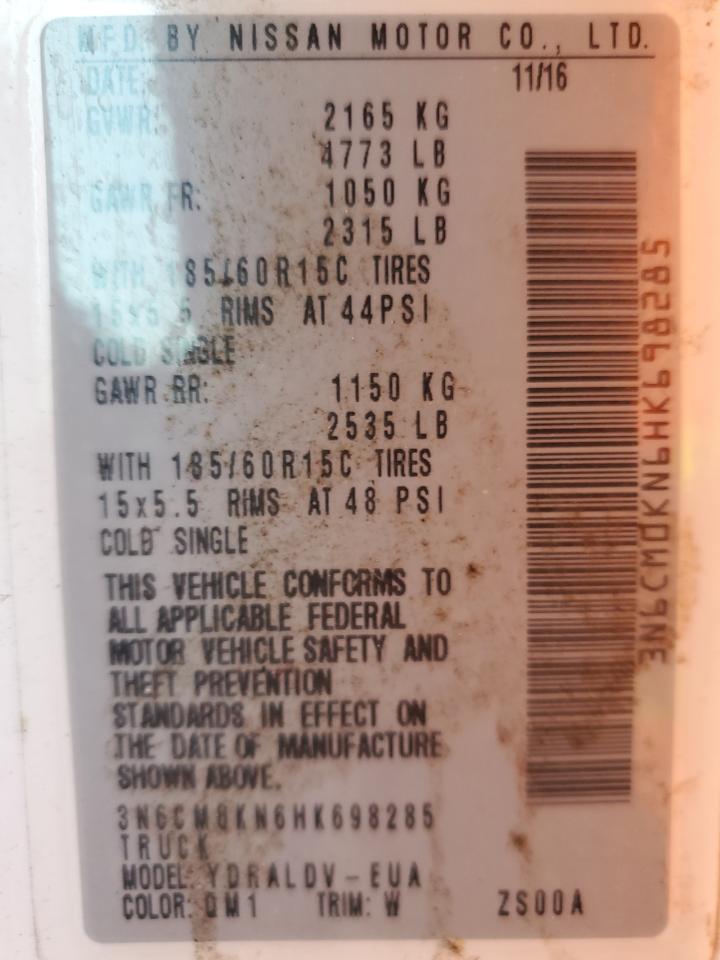 MFD BY NISSAN MOTOR CO., LTD.
DATE: 11/16
GVWR: 2165 KG
4773 LB
GAWR FR: 1050 KG
2315 LB
WITH 185/60R15C TIRES
15x5.5 RIMS AT 44PSI
COLD SINGLE
GAWR RR: 1150 KG
2535 LB
WITH 185/60R15C TIRES
15x5.5 RIMS AT 48 PSI
COLD SINGLE
THIS VEHICLE CONFORMS TO
ALL APPLICABLE FEDERAL
MOTOR VEHICLE SAFETY AND
THEFT PREVENTION
STANDARDS IN EFFECT ON
THE DATE OF MANUFACTURE
SHOWN ABOVE.
3N6CM0KN6HK698285
TRUCK
MODEL: YDRALDV-EUA
COLOR: QM1 TRIM: W ZS00A
3N6CM0KN6HK698285